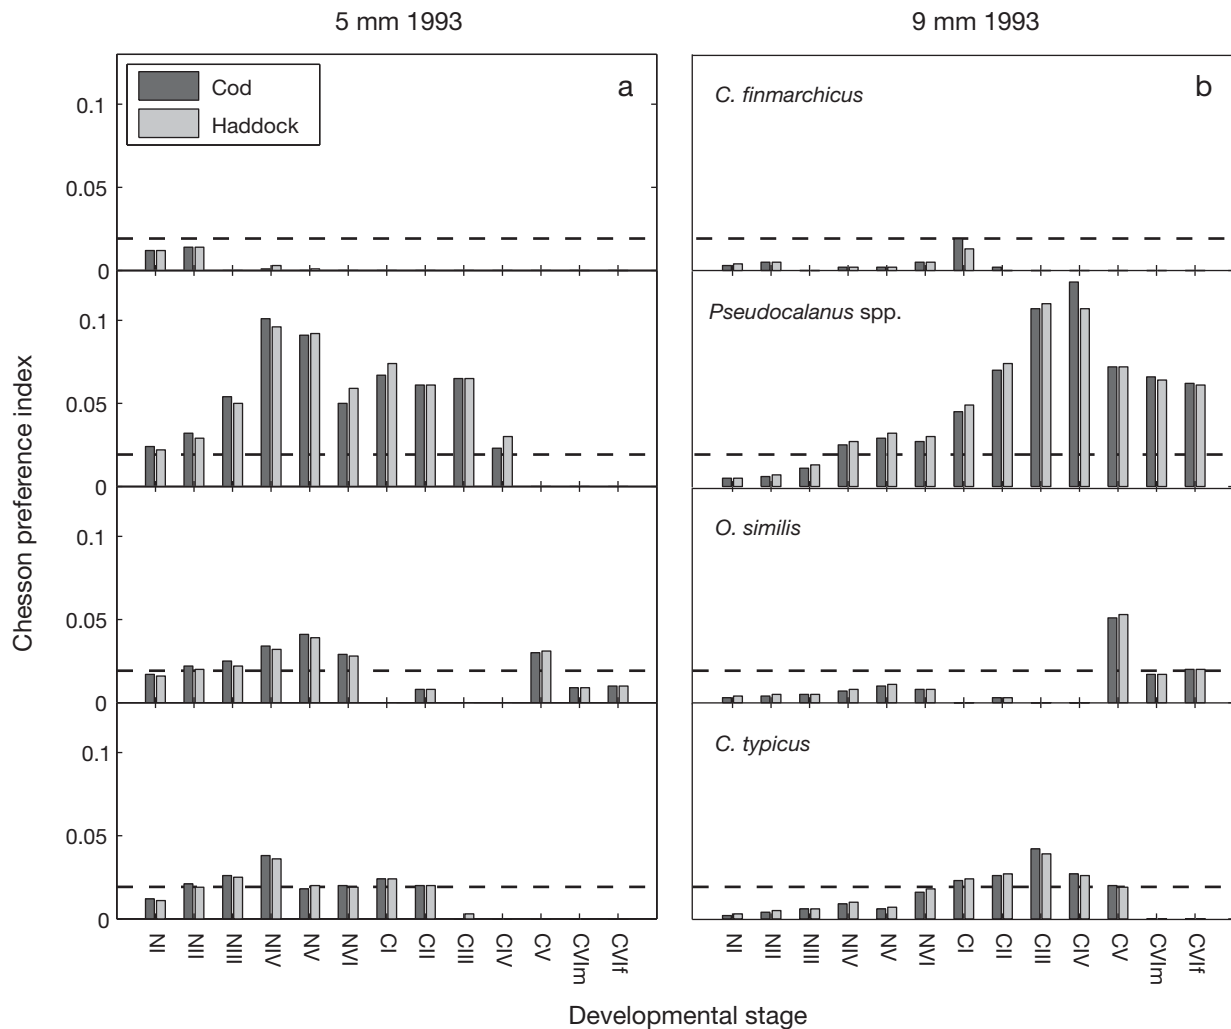 5 mm 1993
9 mm 1993
Cod
Haddock
a
b
C. finmarchicus
Pseudocalanus spp.
O. similis
C. typicus
Chesson preference index
0.1
0.05
0
0.1
0.05
0
0.1
0.05
0
0.1
0.05
0
NI NII NIII NIV NV NVI CI CII CIII CIV CV CVIm CVIf
NI NII NIII NIV NV NVI CI CII CIII CIV CV CVIm CVIf
Developmental stage